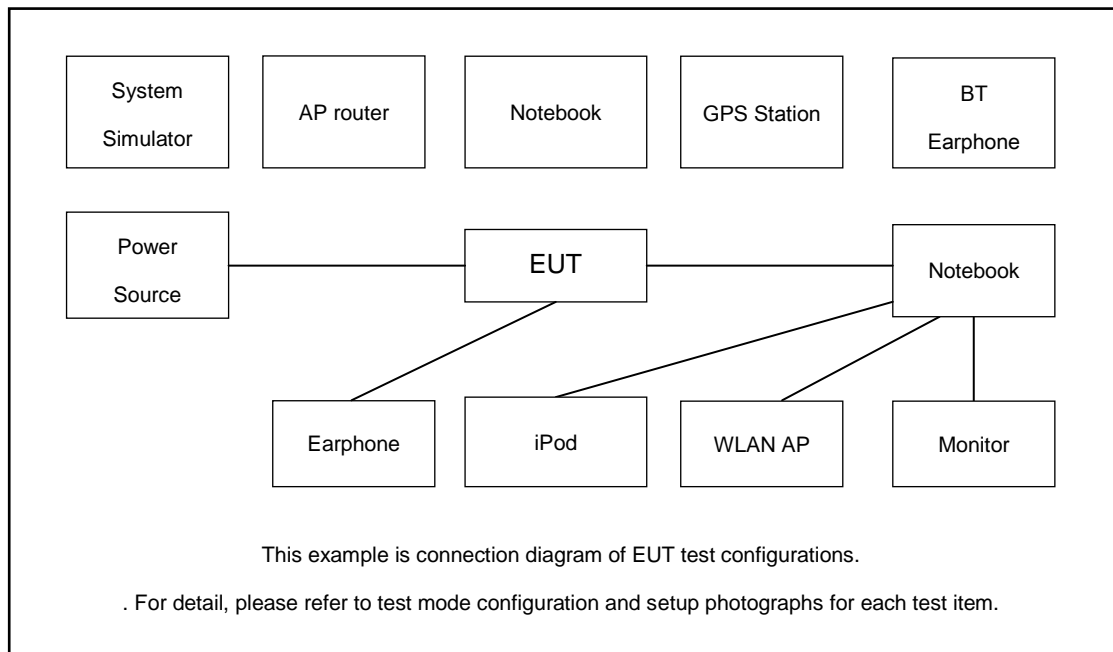 System
Simulator
AP router
Notebook
GPS Station
BT
Earphone
Power
Source
EUT
Notebook
Earphone
iPod
WLAN AP
Monitor
This example is connection diagram of EUT test configurations.
. For detail, please refer to test mode configuration and setup photographs for each test item.